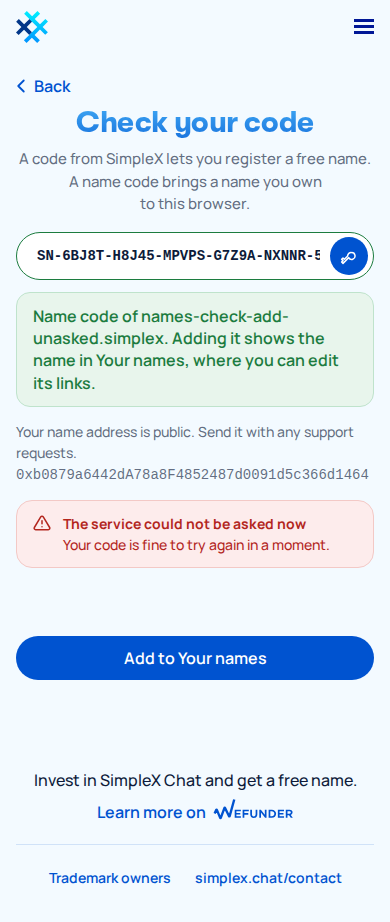 Back
Check your code
A code from SimpleX lets you register a free name.
A name code brings a name you own
to this browser.
SN-6BJ8T-H8J45-MPVPS-G7Z9A-NXNNR-5
Name code of names-check-add-
unasked.simplex. Adding it shows the
name in Your names, where you can edit
its links.
Your name address is public. Send it with any support
requests.
0xb0879a6442dA78a8F4852487d0091d5c366d1464
The service could not be asked now
Your code is fine to try again in a moment.
Add to Your names
Invest in SimpleX Chat and get a free name.
Learn more on WEFUNDER
Trademark owners simplex.chat/contact